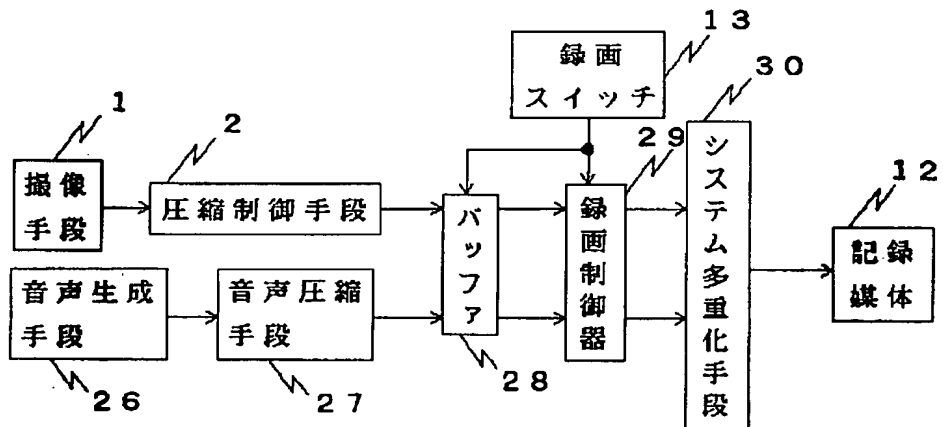 13
録画
スイッチ
30
1
2
29
12
撮像
手段
圧縮制御手段
バッファ
録画制御器
システム多重化手段
記録
媒体
音声生成
手段
音声圧縮
手段
26
27
28